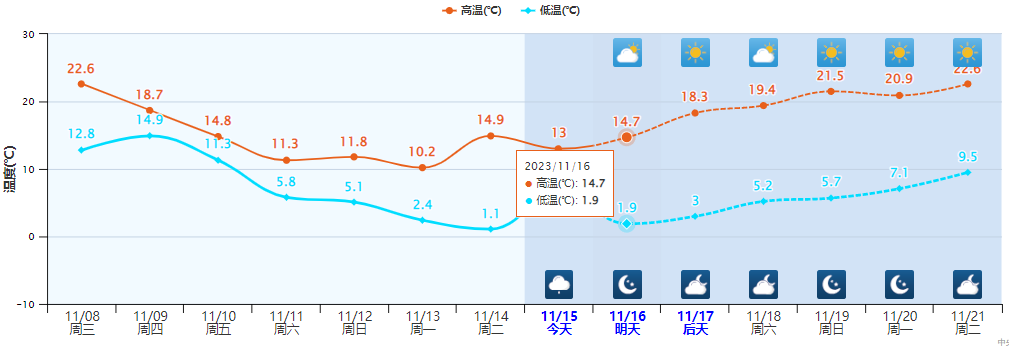 高温(℃) 低温(℃)
温度(℃)
30
20
10
0
-10
22.6 18.7 14.8 11.3 11.8 10.2 14.9 13 14.7 18.3 19.4 21.5 20.9 22.6
12.8 14.9 11.3 5.8 5.1 2.4 1.1 1.9 3 5.2 5.7 7.1 9.5
2023/11/16
高温(℃): 14.7
低温(℃): 1.9
11/08 11/09 11/10 11/11 11/12 11/13 11/14 11/15 11/16 11/17 11/18 11/19 11/20 11/21
周三 周四 周五 周六 周日 周一 周二 今天 明天 后天 周六 周日 周一 周二